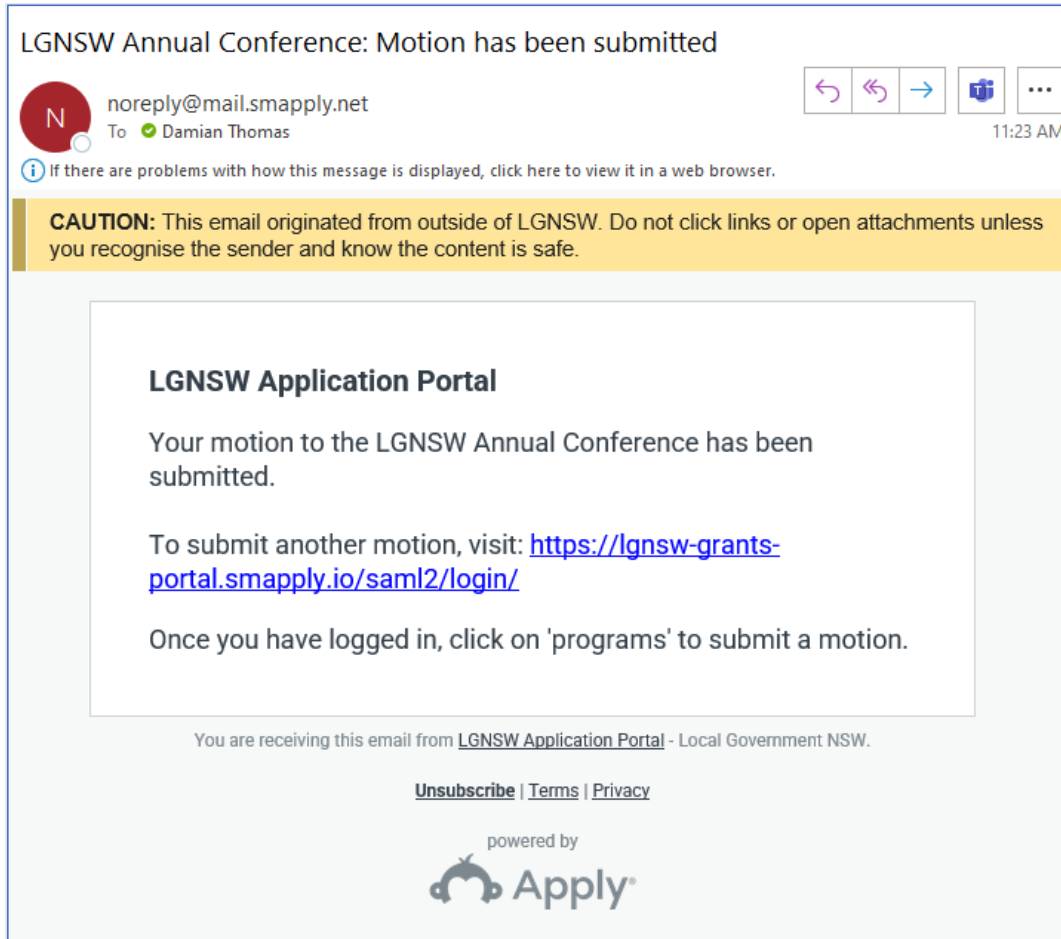 LGNSW Annual Conference: Motion has been submitted
N
noreply@mail.smapply.net
To Damian Thomas
11:23 AM
If there are problems with how this message is displayed, click here to view it in a web browser.
CAUTION: This email originated from outside of LGNSW. Do not click links or open attachments unless
you recognise the sender and know the content is safe.
LGNSW Application Portal
Your motion to the LGNSW Annual Conference has been
submitted.
To submit another motion, visit: https://lgnsw-grants-
portal.smapply.io/saml2/login/
Once you have logged in, click on 'programs' to submit a motion.
You are receiving this email from LGNSW Application Portal - Local Government NSW.
Unsubscribe | Terms | Privacy
powered by
Apply®